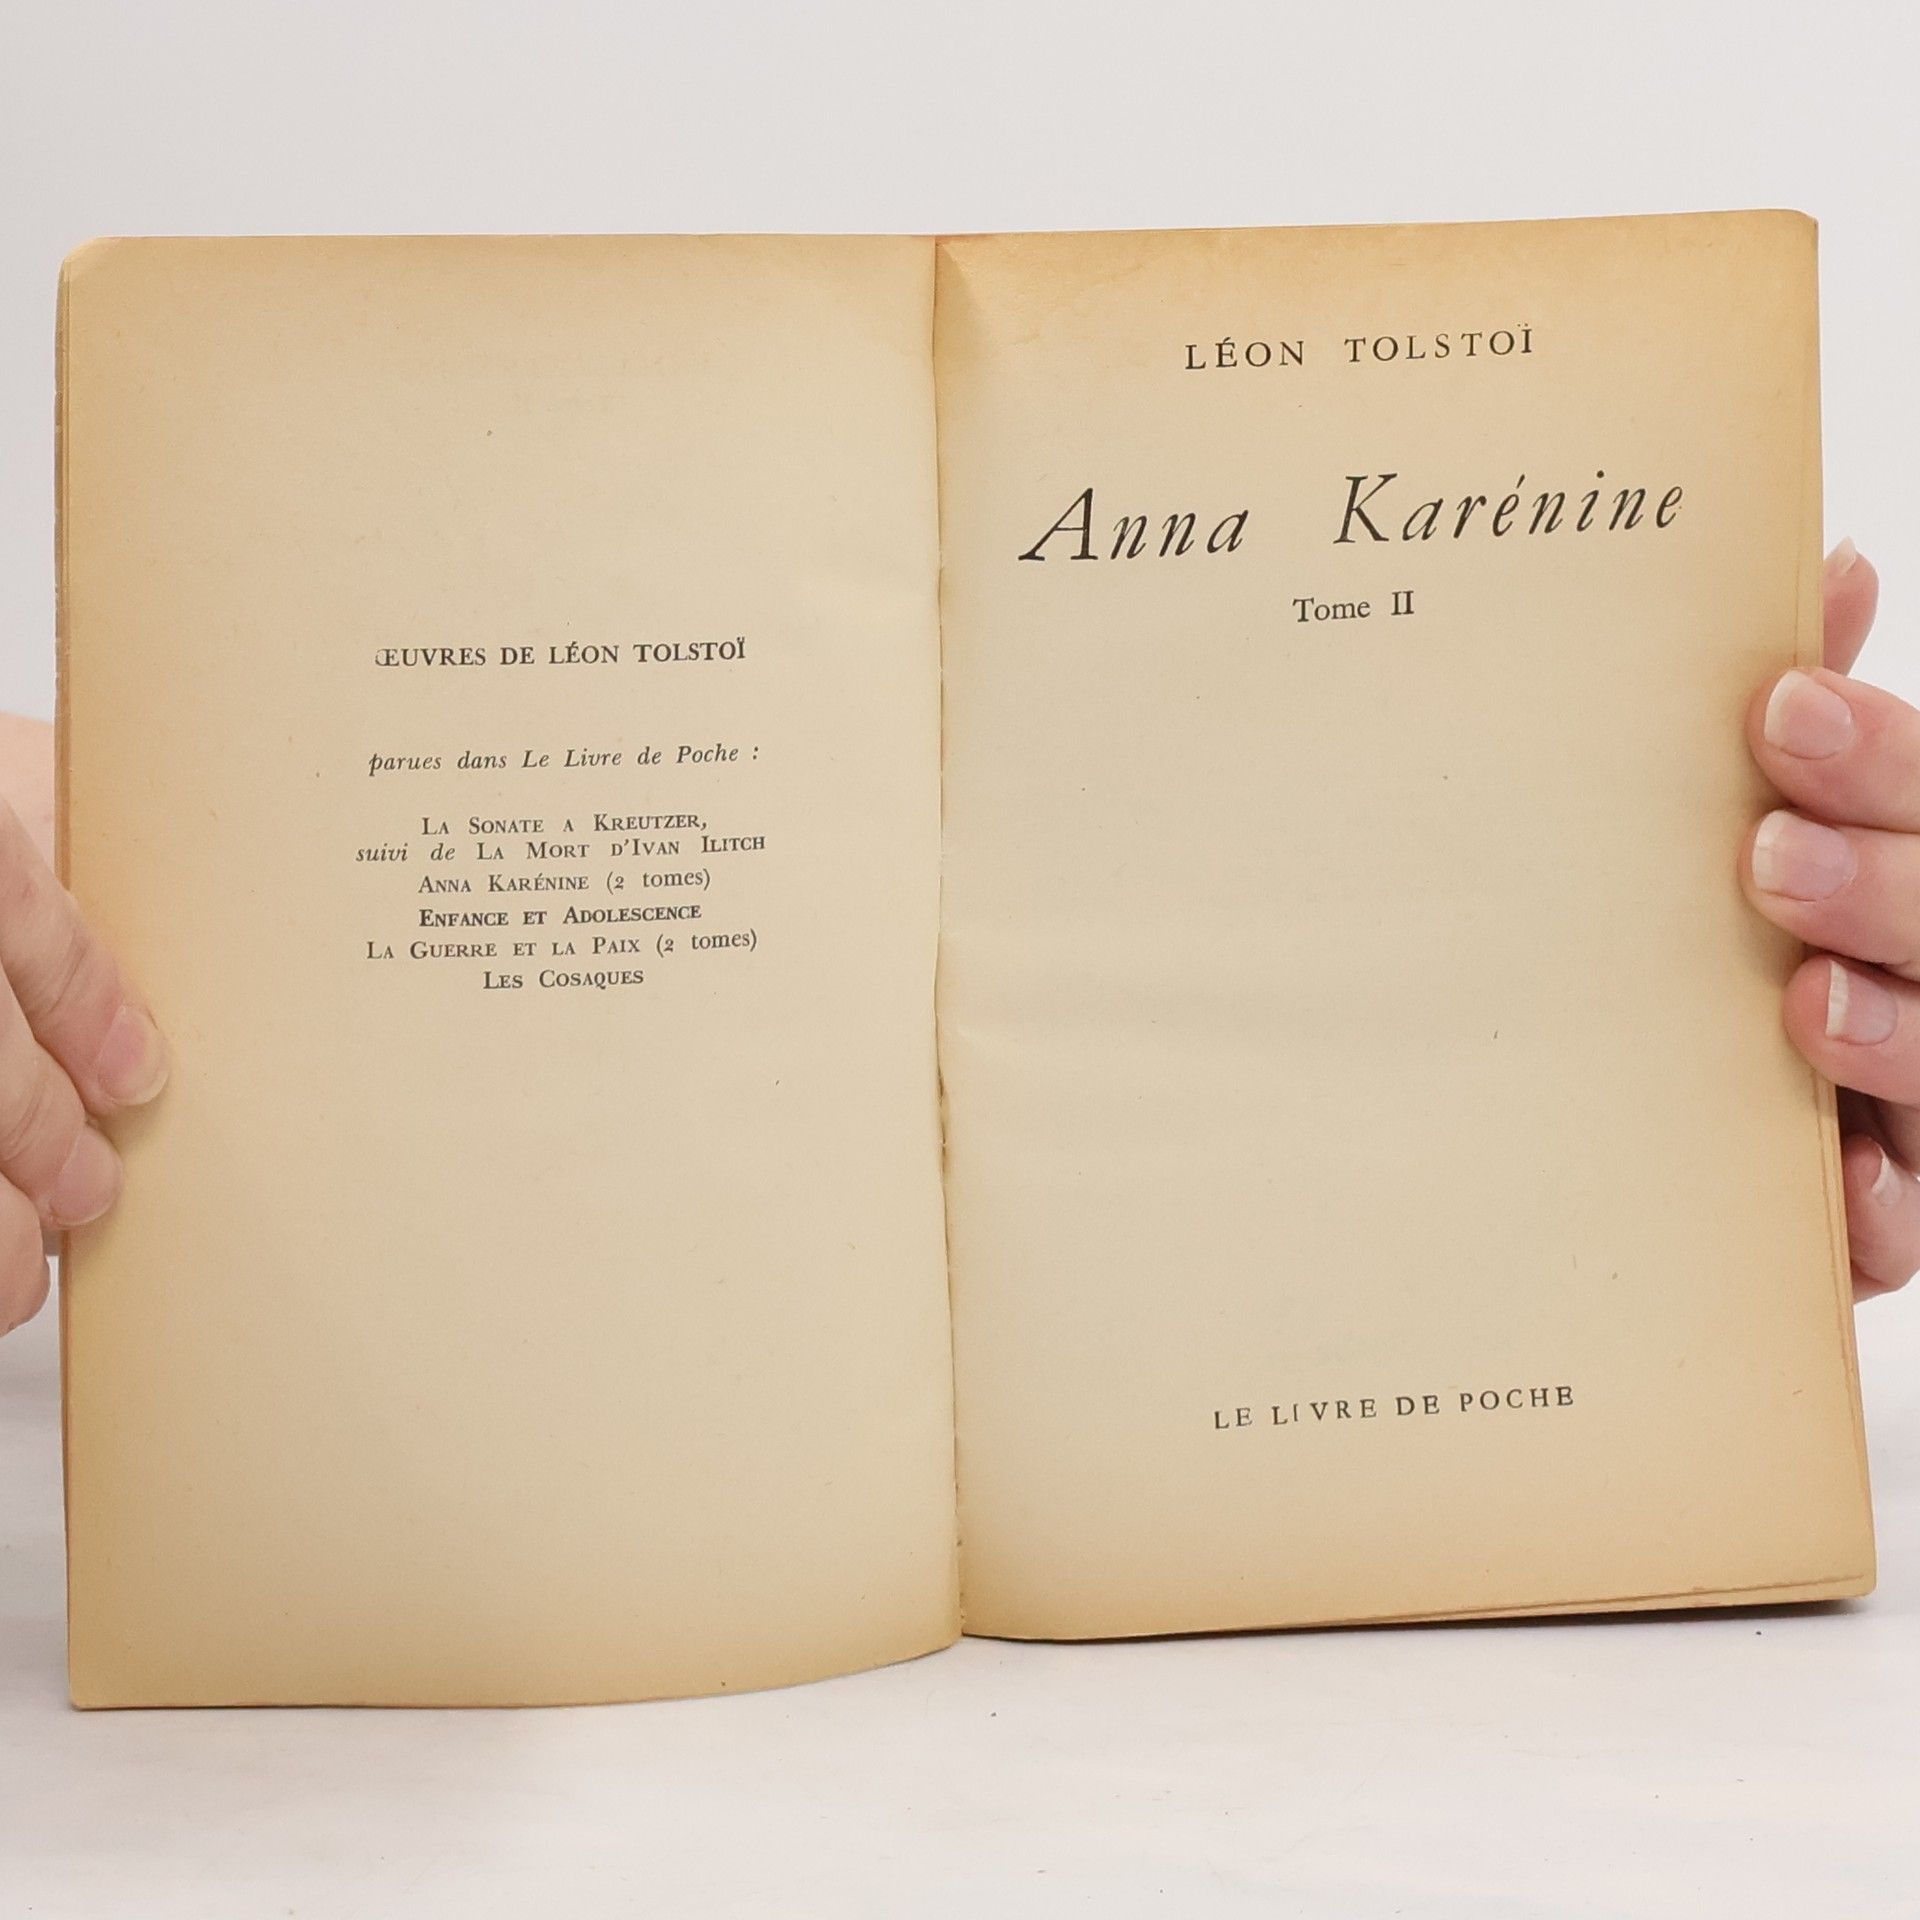 ŒUVRES DE LÉON TOLSTOÏ
parues dans Le Livre de Poche :
LA SONATE A KREUTZER,
suivi de LA MORT D'IVAN ILITCH
ANNA KARÉNINE (2 tomes)
ENFANCE ET ADOLESCENCE
LA GUERRE ET LA PAIX (2 tomes)
LES COSAQUES
LÉON TOLSTOÏ
Anna Karénine
Tome II
LE LIVRE DE POCHE